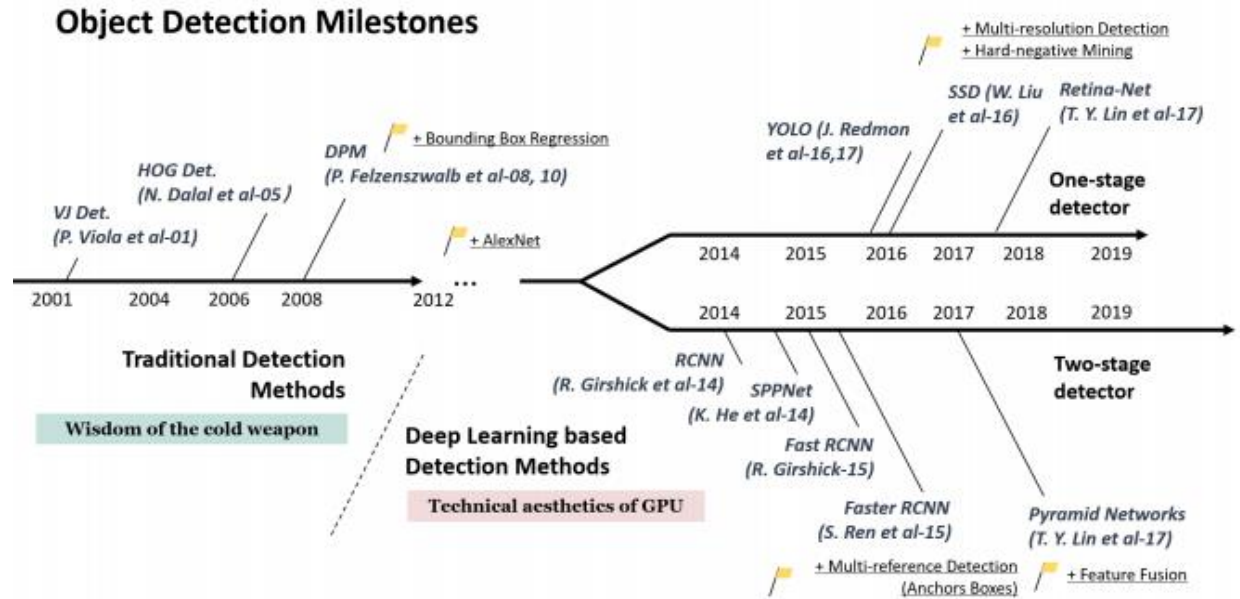 Object Detection Milestones
+ Multi-resolution Detection
+ Hard-negative Mining
SSD (W. Liu
et al-16)
Retina-Net
(T. Y. Lin et al-17)
YOLO (J. Redmon
et al-16,17)
+ Bounding Box Regression
DPM
(P. Felzenszwalb et al-08, 10)
HOG Det.
(N. Dalal et al-05)
VJ Det.
(P. Viola et al-01)
+ AlexNet
One-stage
detector
2014 2015 2016 2017 2018 2019
2001 2004 2006 2008 2012 ...
2014 2015 2016 2017 2018 2019
Traditional Detection
Methods
Wisdom of the cold weapon
Deep Learning based
Detection Methods
Technical aesthetics of GPU
Two-stage
detector
RCNN
(R. Girshick et al-14)
SPPNet
(K. He et al-14)
Fast RCNN
(R. Girshick-15)
Faster RCNN
(S. Ren et al-15)
Pyramid Networks
(T. Y. Lin et al-17)
+ Multi-reference Detection
(Anchors Boxes)
+ Feature Fusion